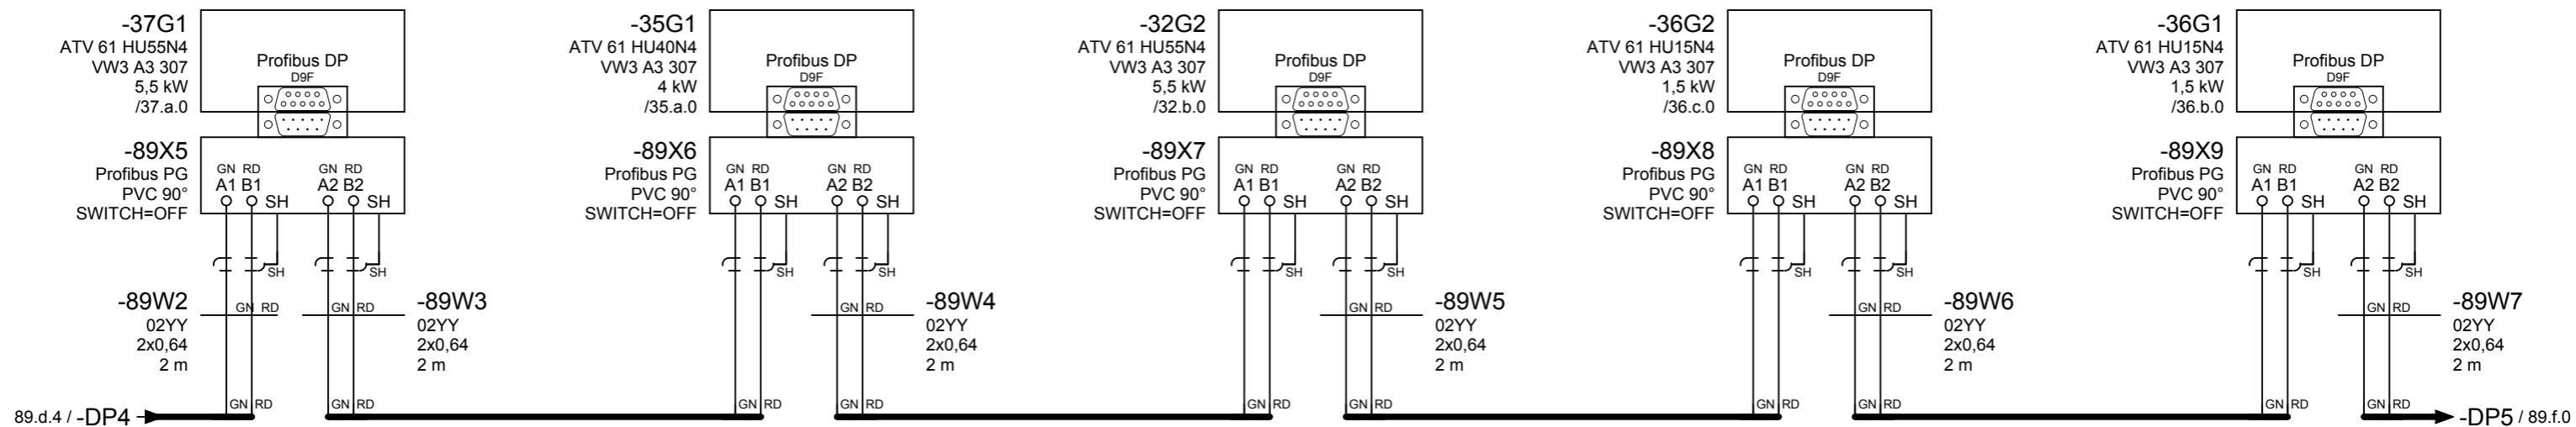 -37G1
ATV 61 HU55N4
VW3 A3 307
5,5 kW
/37.a.0
Profibus DP
D9F
-89X5
Profibus PG
PVC 90°
SWITCH=OFF
GN RD GN RD
A1 B1 SH A2 B2 SH
SH SH
-89W2
02YY
2x0,64
2 m
GN RD
GN RD
-89W3
02YY
2x0,64
2 m
89.d.4 / -DP4
GN RD
GN RD
-35G1
ATV 61 HU40N4
VW3 A3 307
4 kW
/35.a.0
Profibus DP
D9F
-89X6
Profibus PG
PVC 90°
SWITCH=OFF
GN RD GN RD
A1 B1 SH A2 B2 SH
SH SH
GN RD
-89W4
02YY
2x0,64
2 m
GN RD
GN RD
-32G2
ATV 61 HU55N4
VW3 A3 307
5,5 kW
/32.b.0
Profibus DP
D9F
-89X7
Profibus PG
PVC 90°
SWITCH=OFF
GN RD GN RD
A1 B1 SH A2 B2 SH
SH SH
GN RD
-89W5
02YY
2x0,64
2 m
GN RD
GN RD
-36G2
ATV 61 HU15N4
VW3 A3 307
1,5 kW
/36.c.0
Profibus DP
D9F
-89X8
Profibus PG
PVC 90°
SWITCH=OFF
GN RD GN RD
A1 B1 SH A2 B2 SH
SH SH
GN RD
-89W6
02YY
2x0,64
2 m
GN RD
GN RD
-36G1
ATV 61 HU15N4
VW3 A3 307
1,5 kW
/36.b.0
Profibus DP
D9F
-89X9
Profibus PG
PVC 90°
SWITCH=OFF
GN RD GN RD
A1 B1 SH A2 B2 SH
SH SH
GN RD
-89W7
02YY
2x0,64
2 m
GN RD
GN RD
-DP5 / 89.f.0